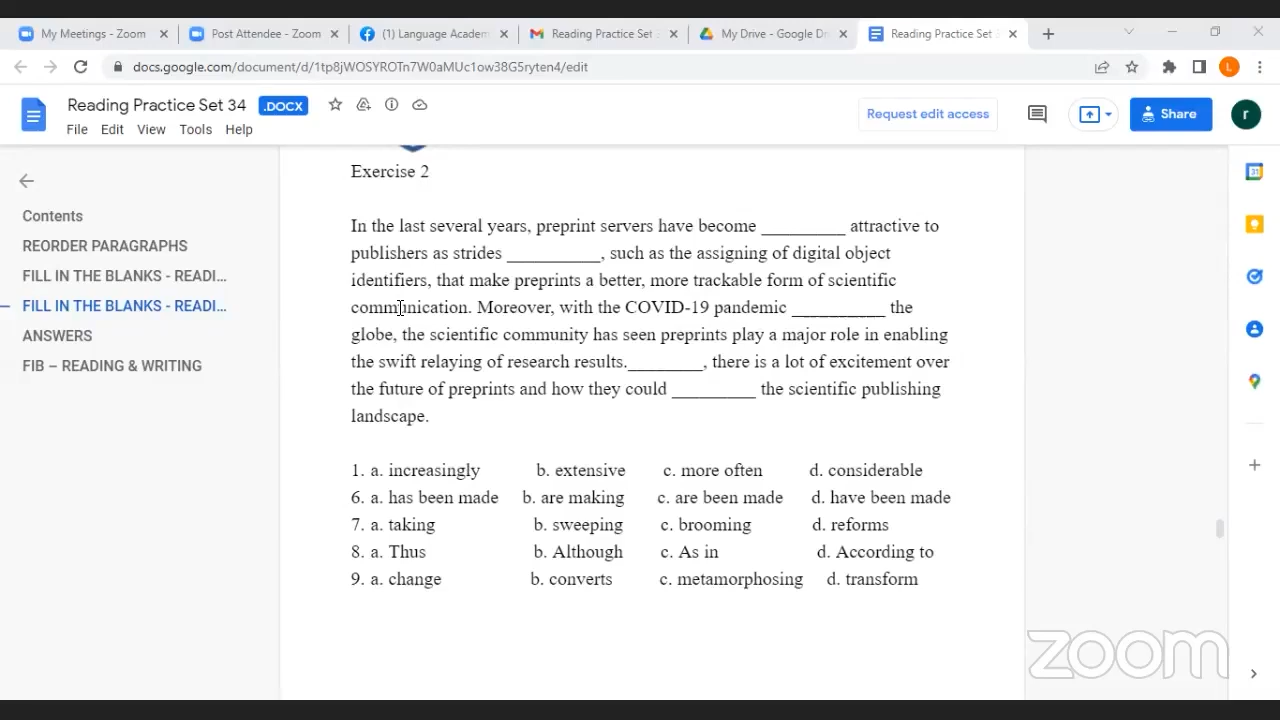 My Meetings - Zoom
Post Attendee - Zoom
(1) Language Academ
Reading Practice Set
My Drive - Google Dr
Reading Practice Set 3
docs.google.com/document/d/1tp8jWOSYROTn7W0aMUc1ow38G5ryten4/edit
L
Reading Practice Set 34 .DOCX
Request edit access
Share
r
File Edit View Tools Help
Contents
REORDER PARAGRAPHS
FILL IN THE BLANKS - READI...
FILL IN THE BLANKS - READI...
ANSWERS
FIB – READING & WRITING
31
Exercise 2
In the last several years, preprint servers have become _________ attractive to
publishers as strides __________, such as the assigning of digital object
identifiers, that make preprints a better, more trackable form of scientific
communication. Moreover, with the COVID-19 pandemic __________ the
globe, the scientific community has seen preprints play a major role in enabling
the swift relaying of research results.________, there is a lot of excitement over
the future of preprints and how they could _________ the scientific publishing
landscape.
1. a. increasingly b. extensive c. more often d. considerable
6. a. has been made b. are making c. are been made d. have been made
7. a. taking b. sweeping c. brooming d. reforms
8. a. Thus b. Although c. As in d. According to
9. a. change b. converts c. metamorphosing d. transform
zoom